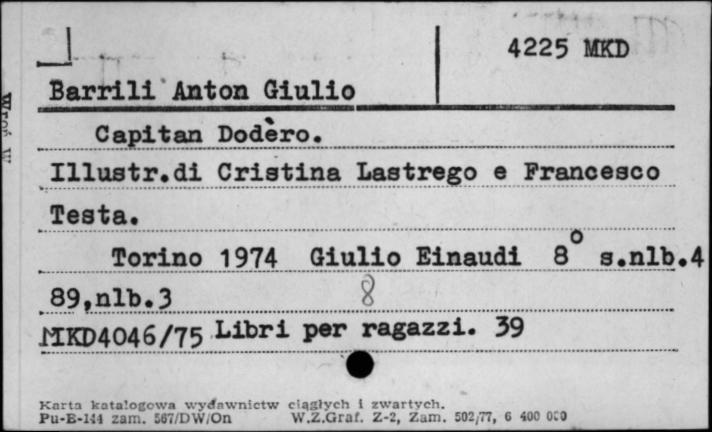 4225 MKD
Barrili Anton Giulio
Capitan Dodèro.
Illustr.di Cristina Lastrego e Francesco
Testa.
Torino 1974 Giulio Einaudi 8° s.nlb.4
89,nlb.3 8
MKD4046/75 Libri per ragazzi. 39
Karta katalogowa wydawnictw ciągłych i zwartych.
Pu-E-144 zam. 567/DW/On W.Z.Graf. Z-2, Zam. 502/77, 6 400 000